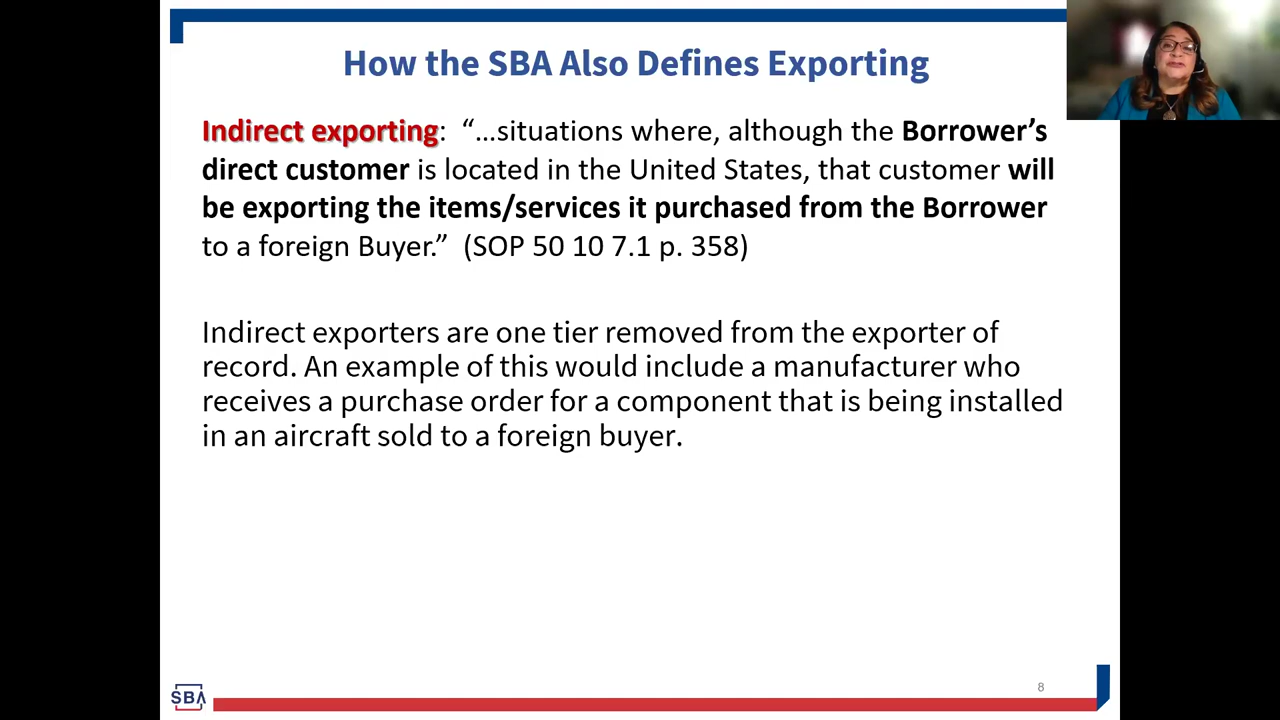 How the SBA Also Defines Exporting
Indirect exporting: “…situations where, although the Borrower’s
direct customer is located in the United States, that customer will
be exporting the items/services it purchased from the Borrower
to a foreign Buyer.” (SOP 50 10 7.1 p. 358)
Indirect exporters are one tier removed from the exporter of
record. An example of this would include a manufacturer who
receives a purchase order for a component that is being installed
in an aircraft sold to a foreign buyer.
8
SBA